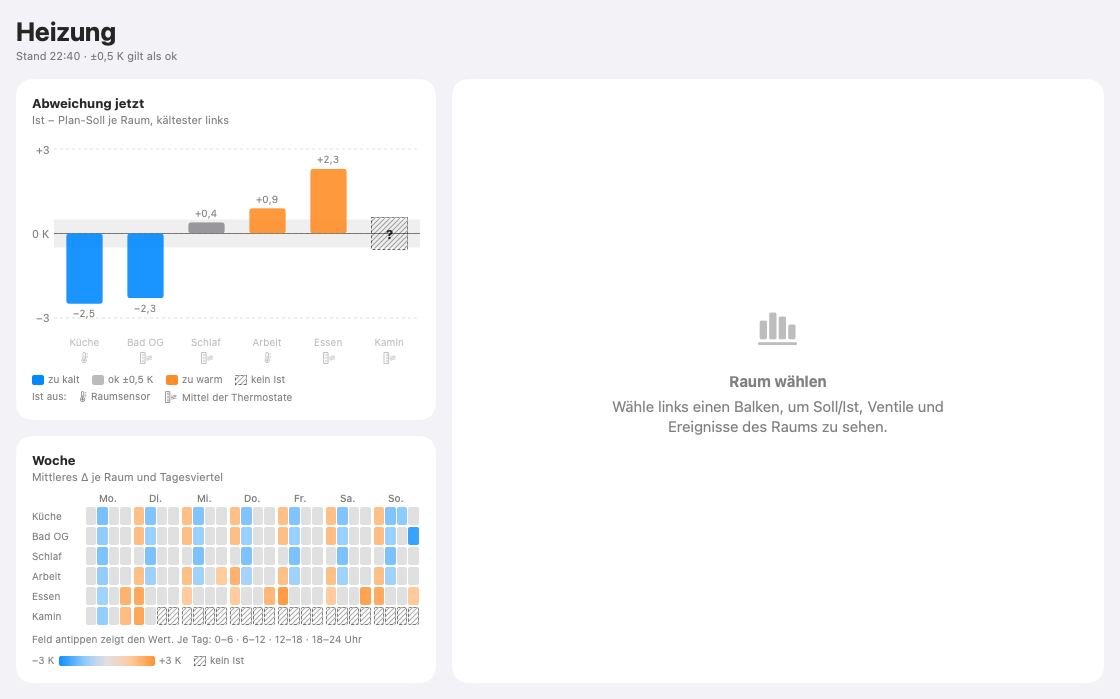 Heizung
Stand 22:40 · ±0,5 K gilt als ok
Abweichung jetzt
Ist – Plan-Soll je Raum, kältester links
+3
+2,3
+0,9
+0,4
0 K
?
−2,5
−2,3
−3
Küche Bad OG Schlaf Arbeit Essen Kamin
zu kalt ok ±0,5 K zu warm kein Ist
Ist aus: Raumsensor Mittel der Thermostate
Woche
Mittleres Δ je Raum und Tagesviertel
Mo. Di. Mi. Do. Fr. Sa. So.
Küche
Bad OG
Schlaf
Arbeit
Essen
Kamin
Feld antippen zeigt den Wert. Je Tag: 0–6 · 6–12 · 12–18 · 18–24 Uhr
−3 K +3 K kein Ist
Raum wählen
Wähle links einen Balken, um Soll/Ist, Ventile und
Ereignisse des Raums zu sehen.